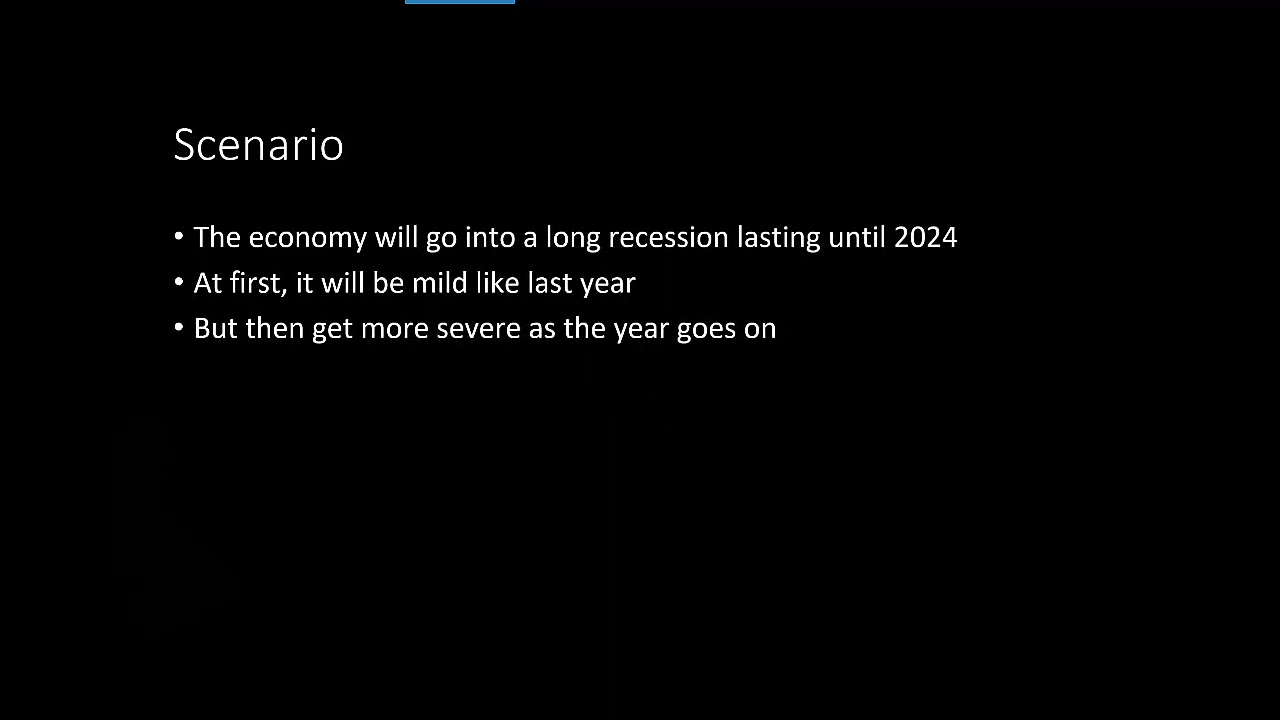 Scenario
• The economy will go into a long recession lasting until 2024
• At first, it will be mild like last year
• But then get more severe as the year goes on